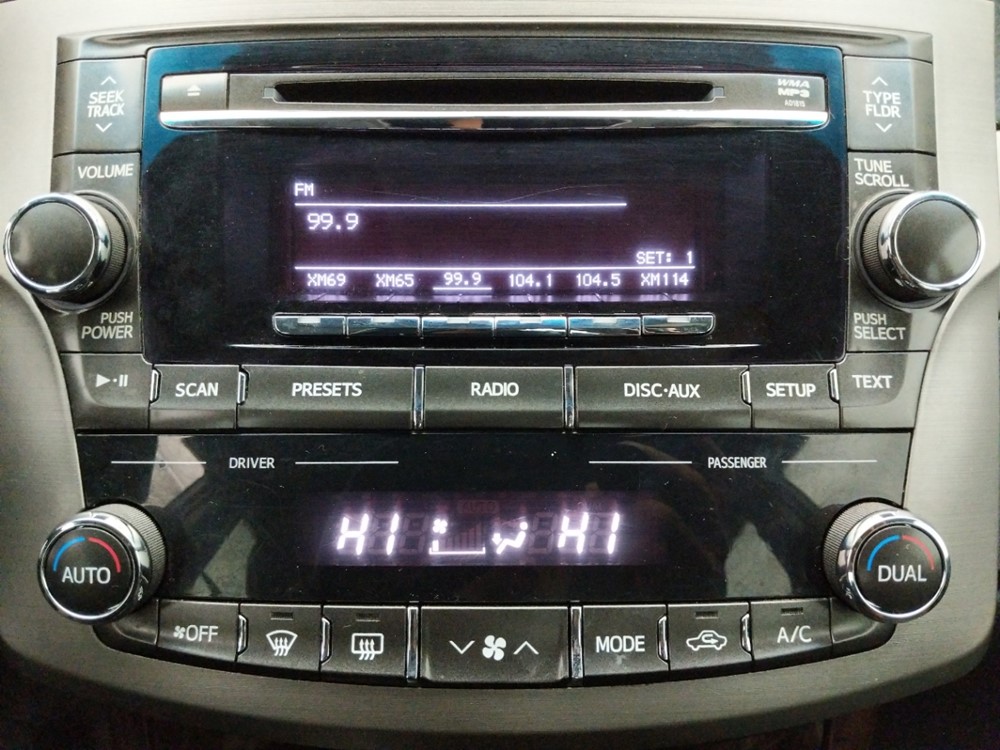 SEEK
TRACK
WMA
MP3
A01815
TYPE
FLDR
VOLUME
TUNE
SCROLL
FM
99.9
SET: 1
XM69 XM65 99.9 104.1 104.5 XM114
PUSH
POWER
PUSH
SELECT
SCAN PRESETS RADIO DISC·AUX SETUP TEXT
DRIVER PASSENGER
HI HI
AUTO DUAL
OFF MODE A/C